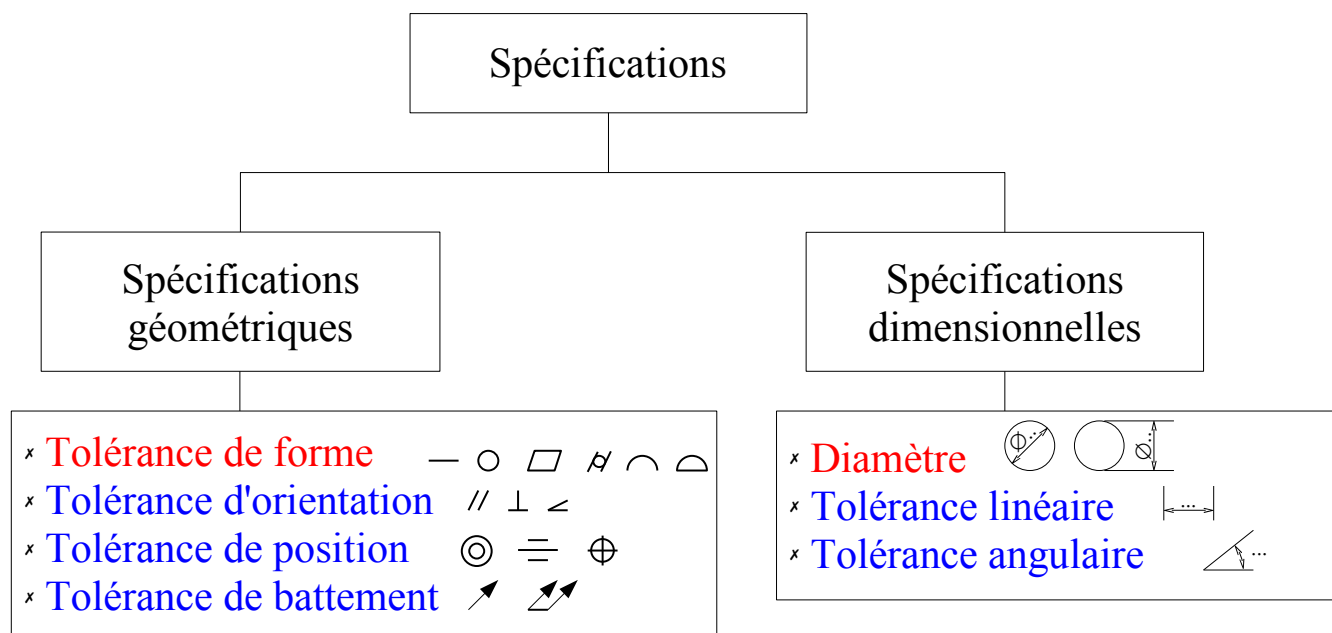 Spécifications
Spécifications
géométriques
Spécifications
dimensionnelles
✗ Tolérance de forme
✗ Tolérance d'orientation
✗ Tolérance de position
✗ Tolérance de battement
✗ Diamètre Φ... Φ...
✗ Tolérance linéaire ...
✗ Tolérance angulaire ...